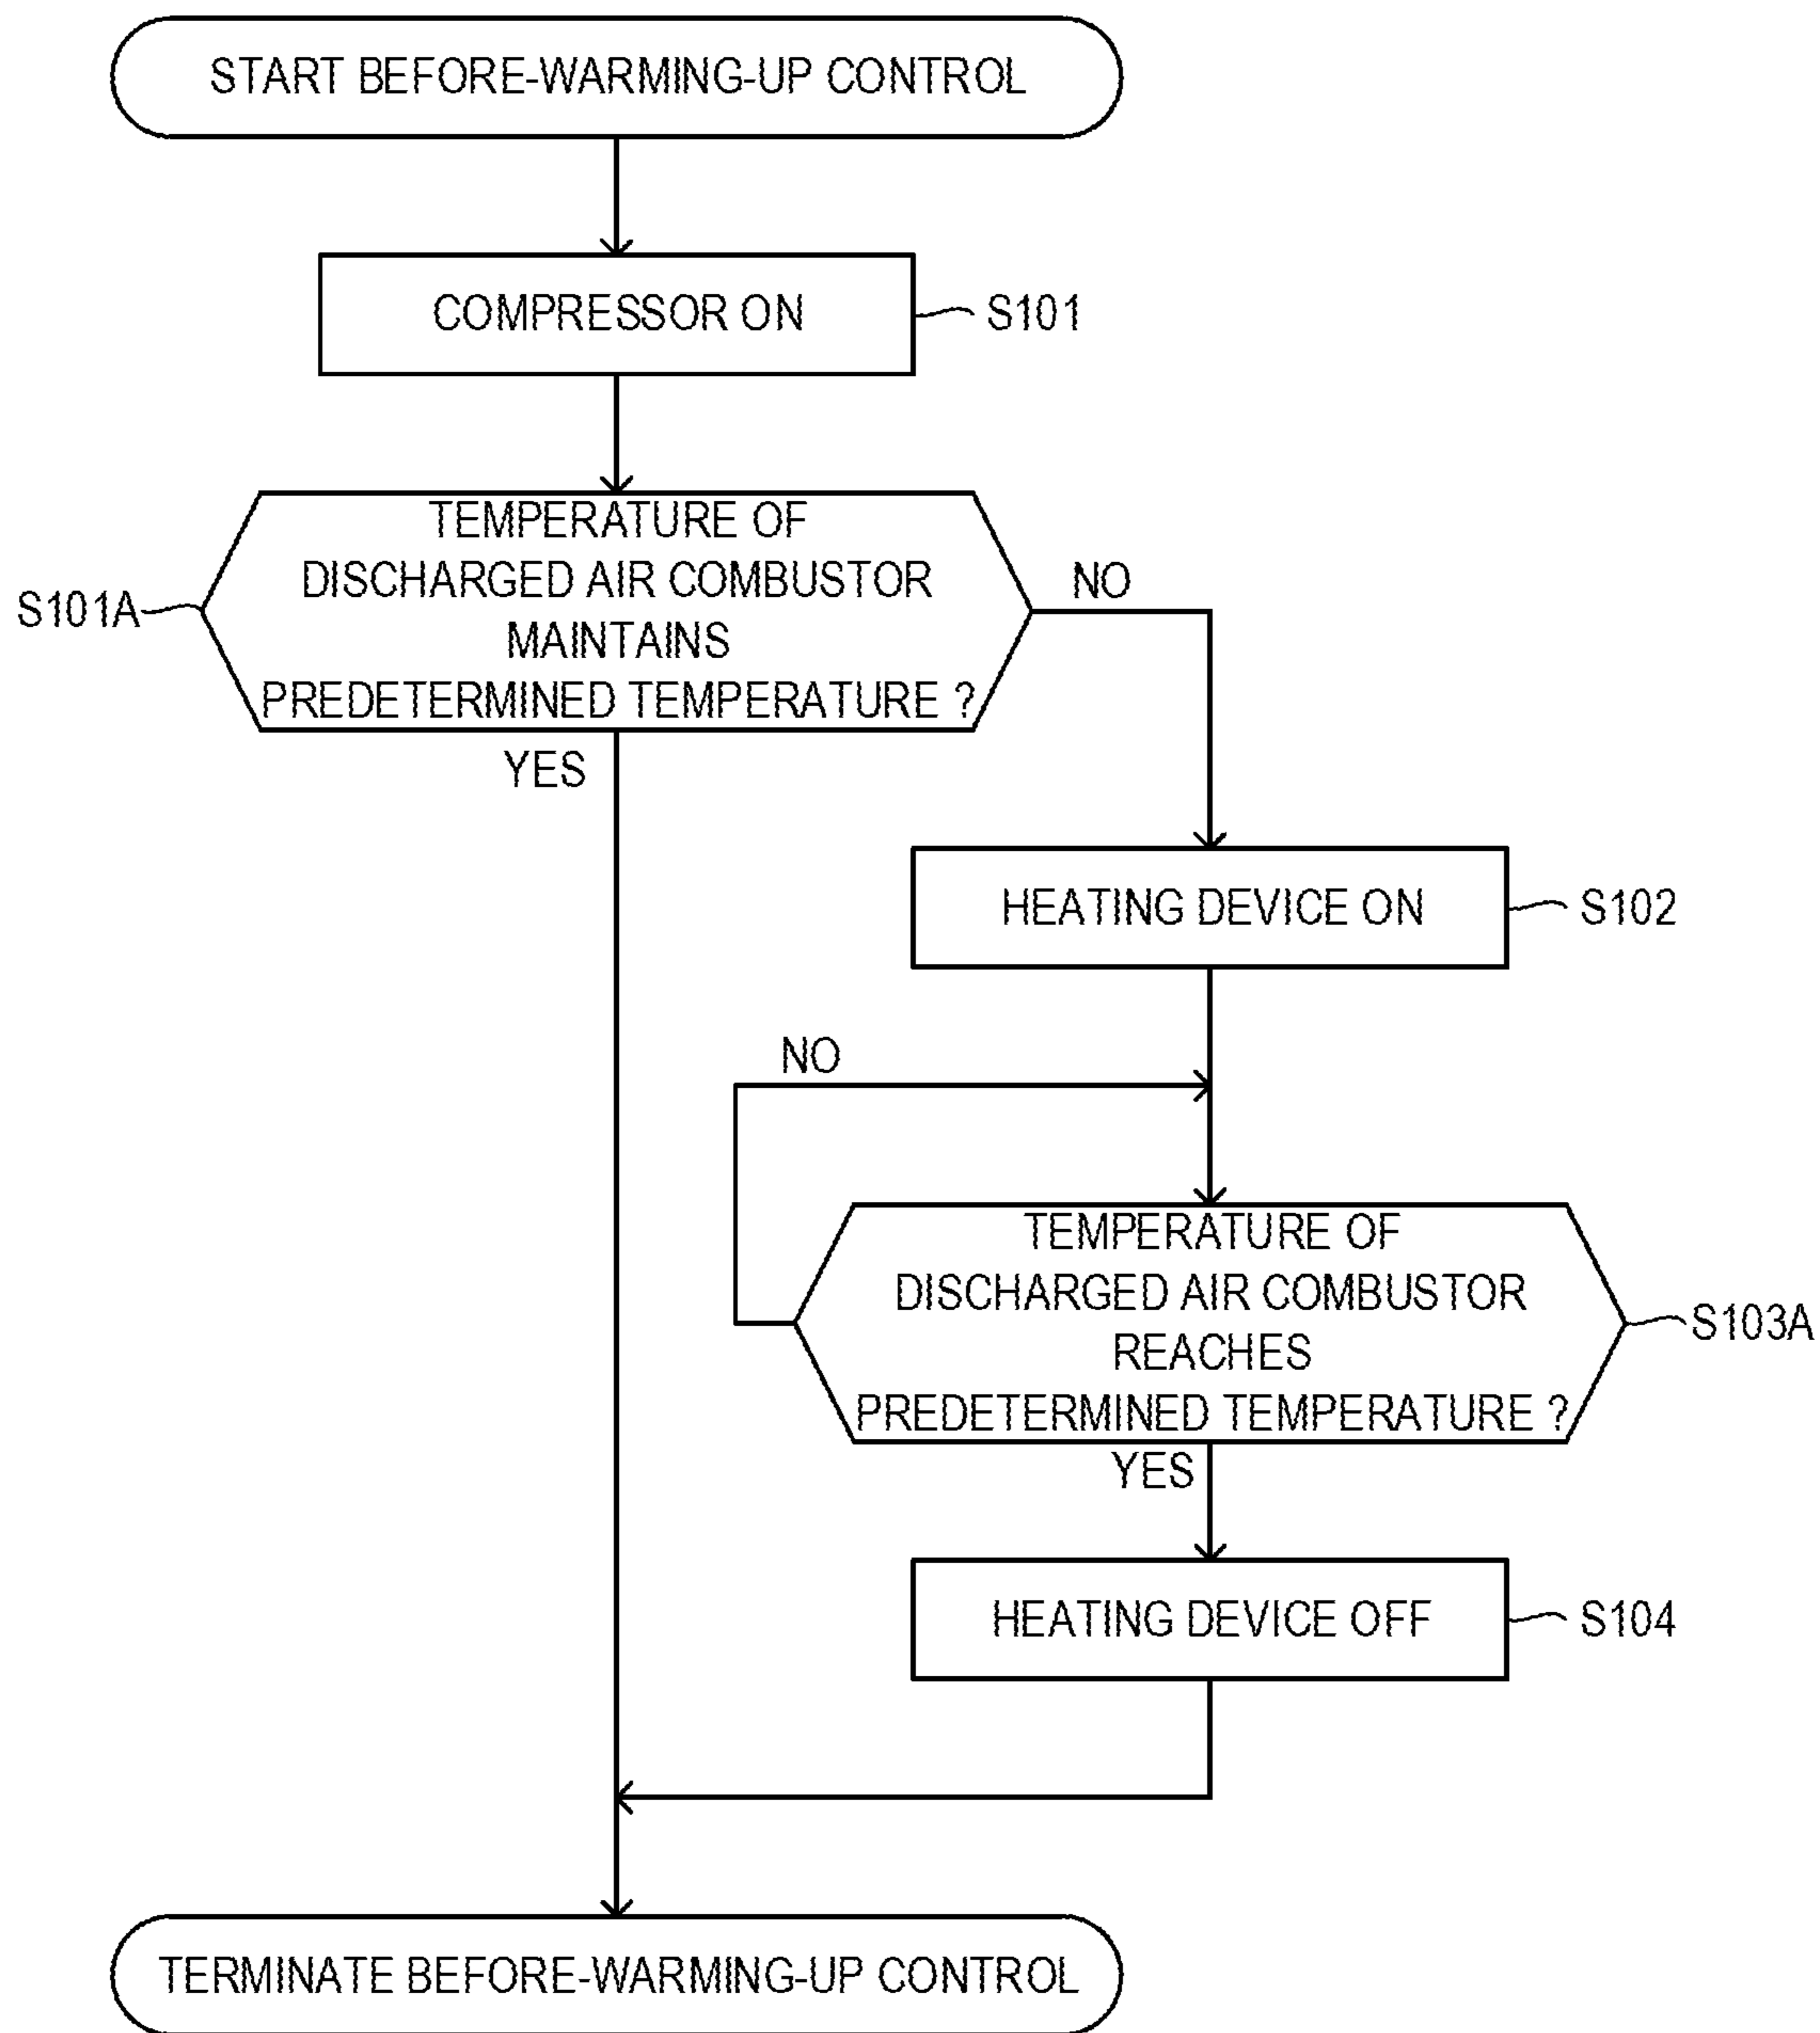 START BEFORE-WARMING-UP CONTROL
COMPRESSOR ON
S101
TEMPERATURE OF
DISCHARGED AIR COMBUSTOR
MAINTAINS
PREDETERMINED TEMPERATURE ?
S101A
NO
YES
HEATING DEVICE ON
S102
NO
TEMPERATURE OF
DISCHARGED AIR COMBUSTOR
REACHES
PREDETERMINED TEMPERATURE ?
S103A
YES
HEATING DEVICE OFF
S104
TERMINATE BEFORE-WARMING-UP CONTROL